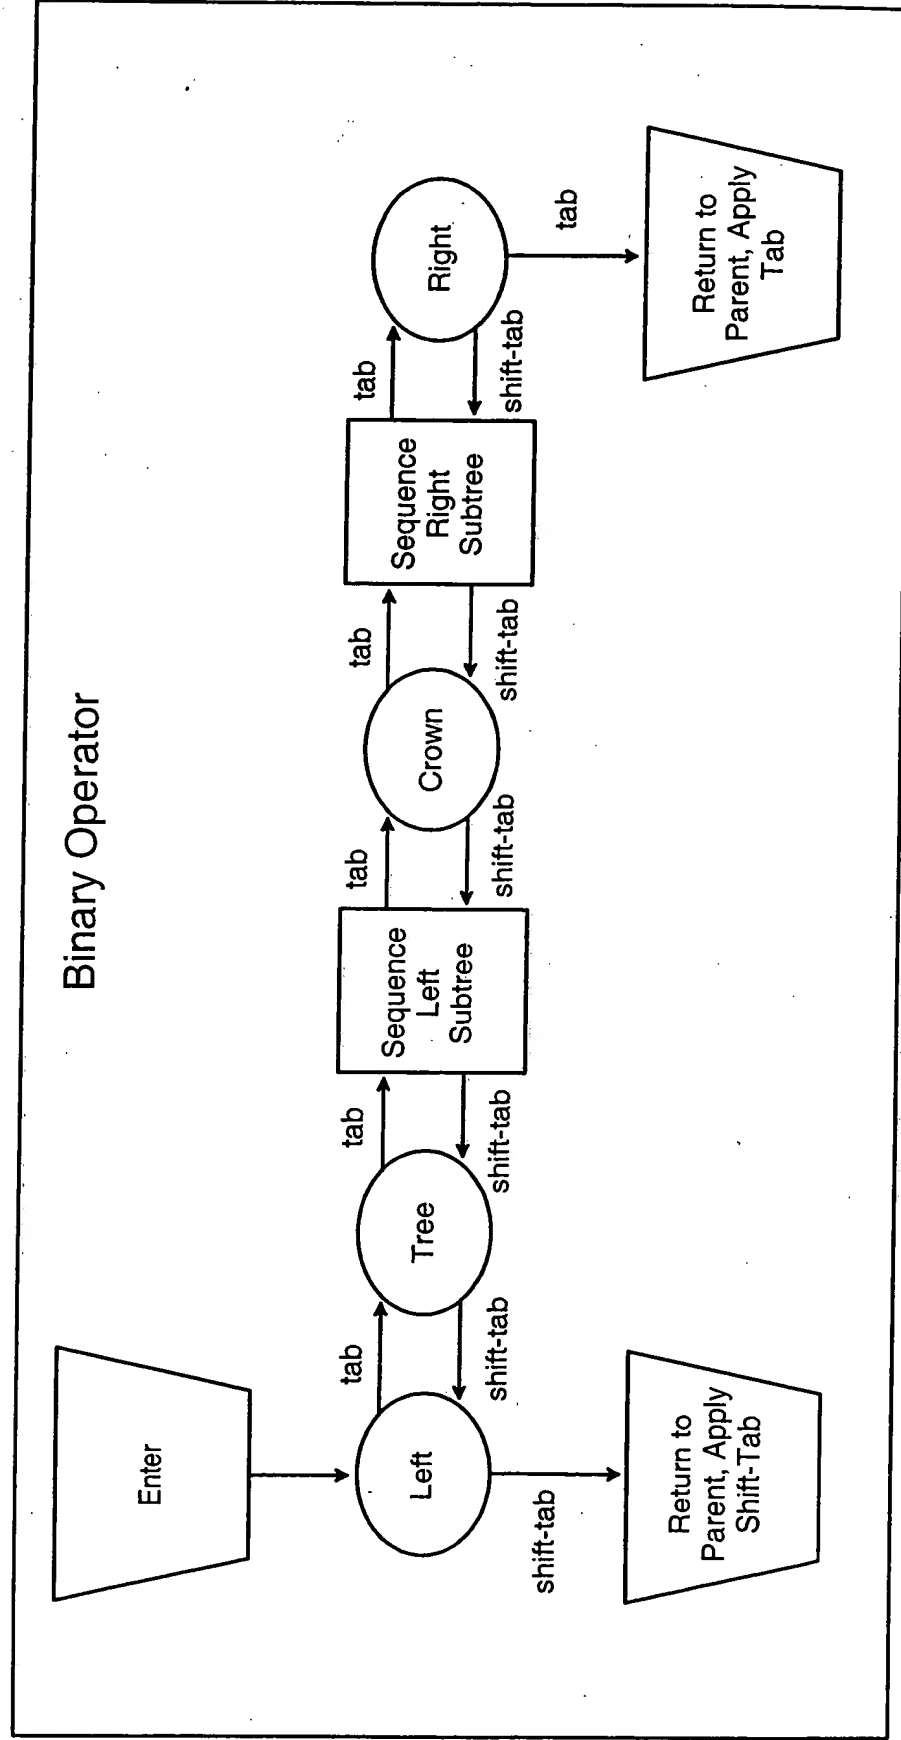 Binary Operator
Enter
Left
tab
shift-tab
Tree
tab
shift-tab
Sequence
Left
Subtree
tab
shift-tab
Crown
tab
shift-tab
Sequence
Right
Subtree
tab
shift-tab
Right
shift-tab
Return to
Parent, Apply
Shift-Tab
tab
Return to
Parent, Apply
Tab